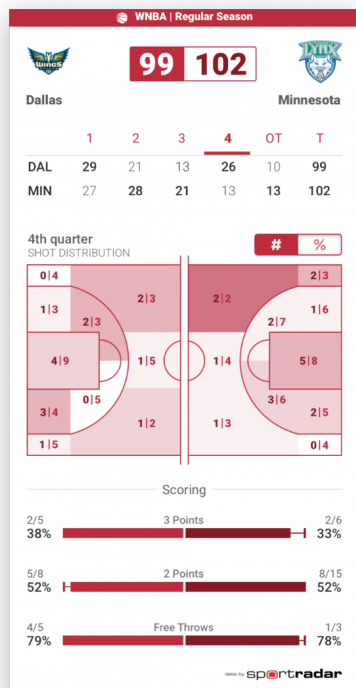 WNBA | Regular Season
WINGS
LYNX
99 102
Dallas Minnesota
1 2 3 4 OT T
DAL 29 21 13 26 10 99
MIN 27 28 21 13 13 102
4th quarter
SHOT DISTRIBUTION
# %
0|4 2|3
2|3 2|2
1|3 1|6
2|3 2|7
4|9 1|5 1|4 5|8
0|5 3|6
3|4 2|5
1|2 1|3
1|5 0|4
Scoring
2/5 3 Points 2/6
38% 33%
5/8 2 Points 8/15
52% 52%
4/5 Free Throws 1/3
79% 78%
data by sportradar